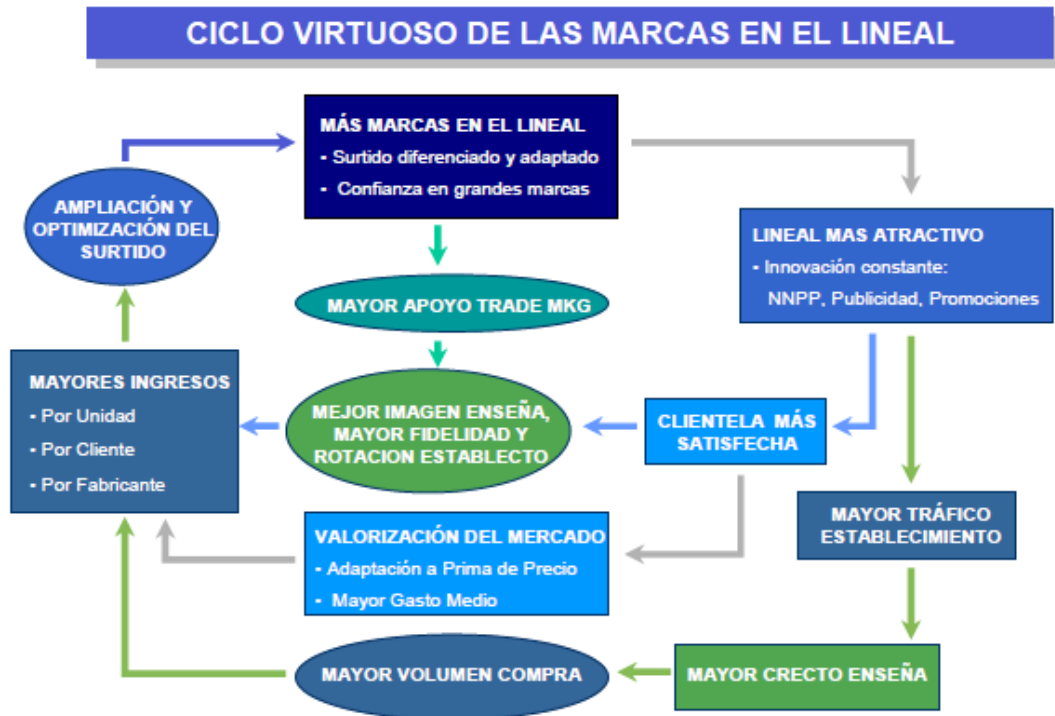 CICLO VIRTUOSO DE LAS MARCAS EN EL LINEAL
MÁS MARCAS EN EL LINEAL
- Surtido diferenciado y adaptado
- Confianza en grandes marcas
AMPLIACIÓN Y
OPTIMIZACIÓN DEL
SURTIDO
LINEAL MAS ATRACTIVO
- Innovación constante:
NNPP, Publicidad, Promociones
MAYOR APOYO TRADE MKG
MAYORES INGRESOS
- Por Unidad
- Por Cliente
- Por Fabricante
MEJOR IMAGEN ENSEÑA,
MAYOR FIDELIDAD Y
ROTACION ESTABLECTO
CLIENTELA MÁS
SATISFECHA
MAYOR TRÁFICO
ESTABLECIMIENTO
VALORIZACIÓN DEL MERCADO
- Adaptación a Prima de Precio
- Mayor Gasto Medio
MAYOR VOLUMEN COMPRA
MAYOR CRECTO ENSEÑA